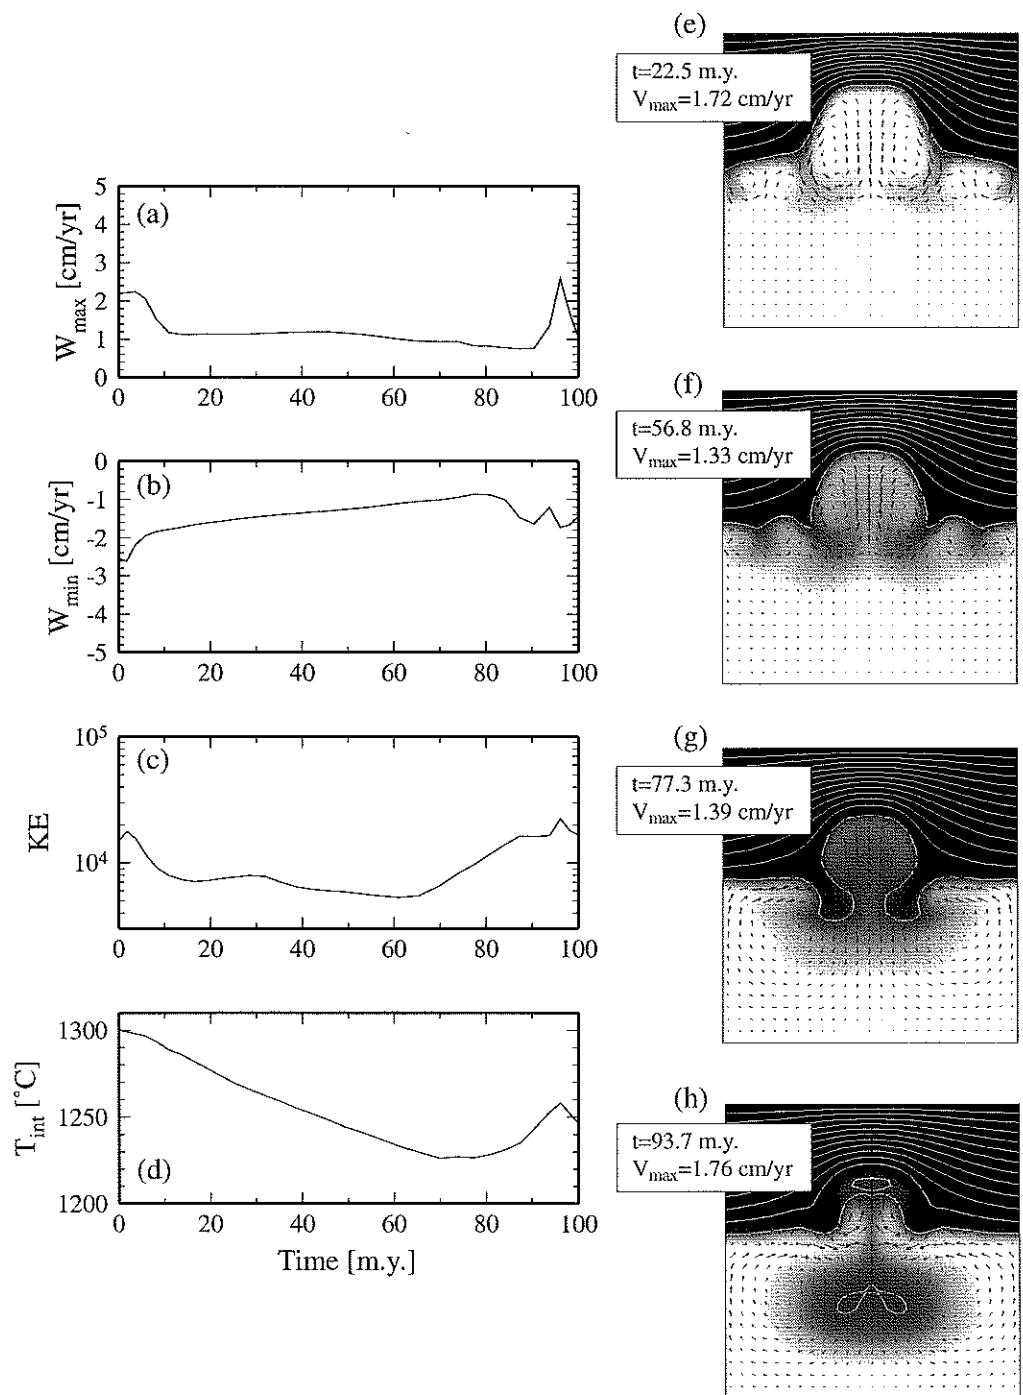 (a)
W_max [cm/yr]
5
4
3
2
1
0
0 20 40 60 80 100
(b)
W_min [cm/yr]
0
-1
-2
-3
-4
-5
0 20 40 60 80 100
(c)
KE
10^5
10^4
0 20 40 60 80 100
(d)
T_int [°C]
1300
1250
1200
0 20 40 60 80 100
Time [m.y.]
(e)
t=22.5 m.y.
V_max=1.72 cm/yr
(f)
t=56.8 m.y.
V_max=1.33 cm/yr
(g)
t=77.3 m.y.
V_max=1.39 cm/yr
(h)
t=93.7 m.y.
V_max=1.76 cm/yr